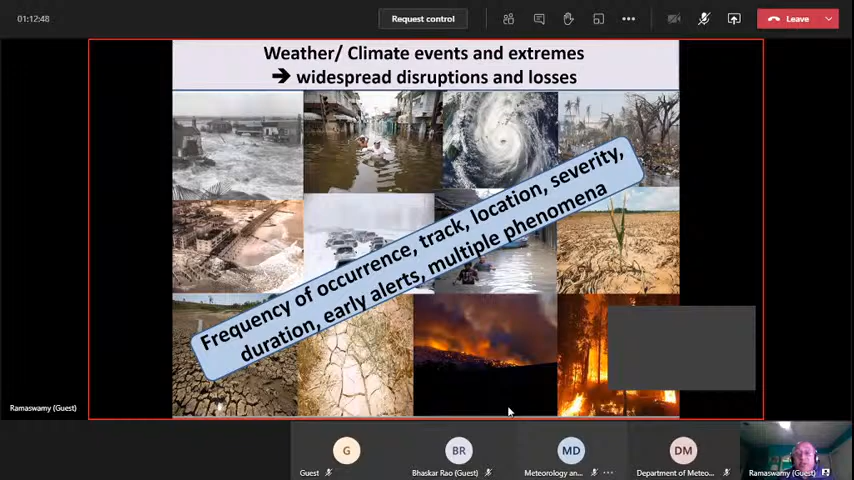 01:12:48
Request control
Leave
Weather/ Climate events and extremes
➔ widespread disruptions and losses
Frequency of occurrence, track, location, severity,
duration, early alerts, multiple phenomena
Ramaswamy (Guest)
G
BR
MD
DM
Guest
Bhaskar Rao (Guest)
Meteorology an...
Department of Meteo...
Ramaswamy (Guest)